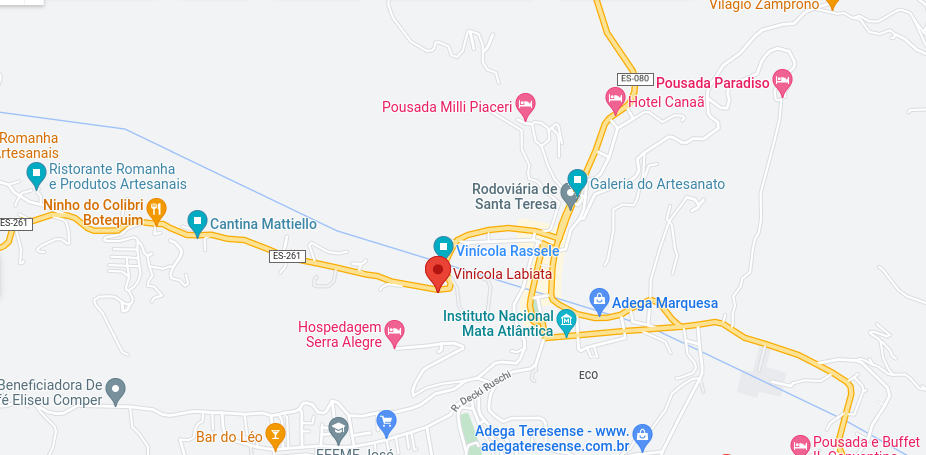 Vilagio Zamprono
ES-080
Pousada Paradiso
Hotel Canaã
Pousada Milli Piaceri
Romanha
Artesanais
Ristorante Romanha
e Produtos Artesanais
Galeria do Artesanato
Rodoviária de
Santa Teresa
Ninho do Colibri
Botequim
ES-261
Cantina Mattiello
ES-261
Vinícola Rassele
Vinícola Labiata
Adega Marquesa
Instituto Nacional
Mata Atlântica
Hospedagem
Serra Alegre
ECO
Beneficiadora De
fé Eliseu Comper
R. Decki Ruschi
Bar do Léo
Adega Teresense - www.
adegateresense.com.br
Pousada e Buffet